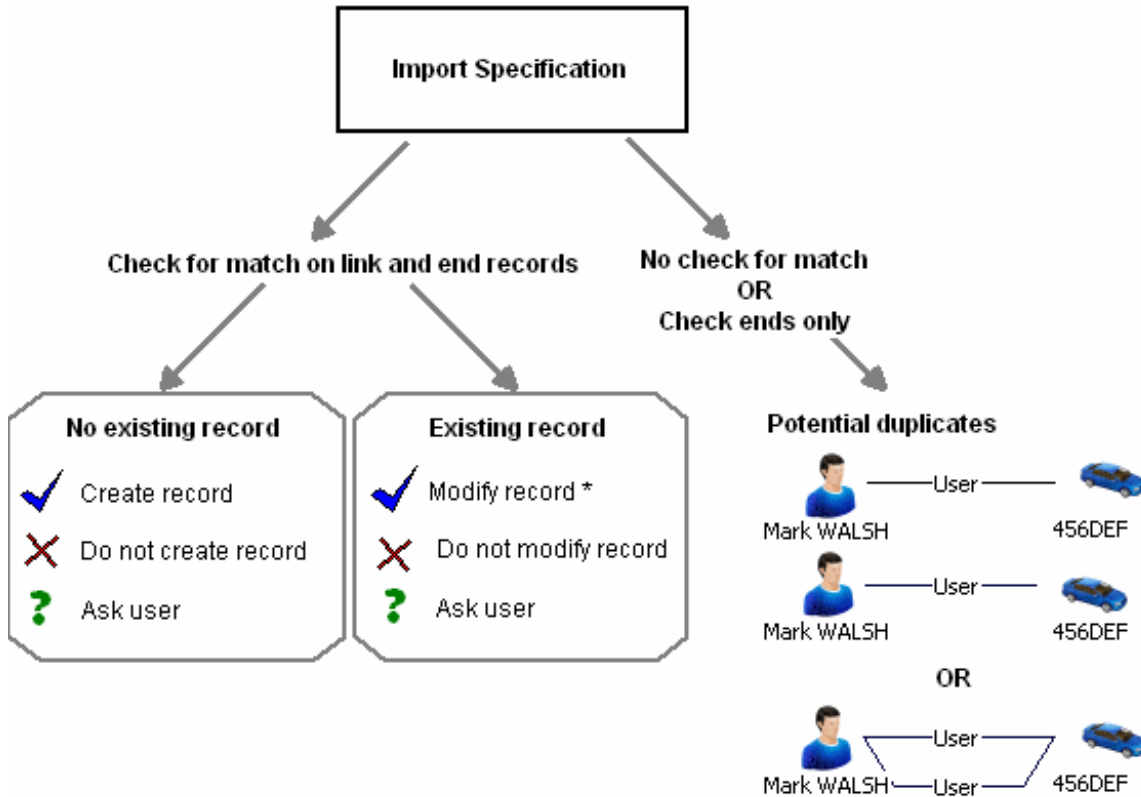 Import Specification
Check for match on link and end records
No check for match
OR
Check ends only
No existing record
Create record
Do not create record
Ask user
Existing record
Modify record *
Do not modify record
Ask user
Potential duplicates
User
Mark WALSH
456DEF
User
Mark WALSH
456DEF
OR
User
Mark WALSH
User
456DEF